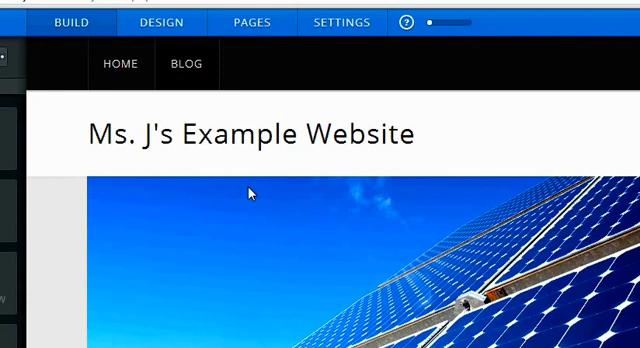 BUILD DESIGN PAGES SETTINGS ?
HOME BLOG
Ms. J's Example Website
W